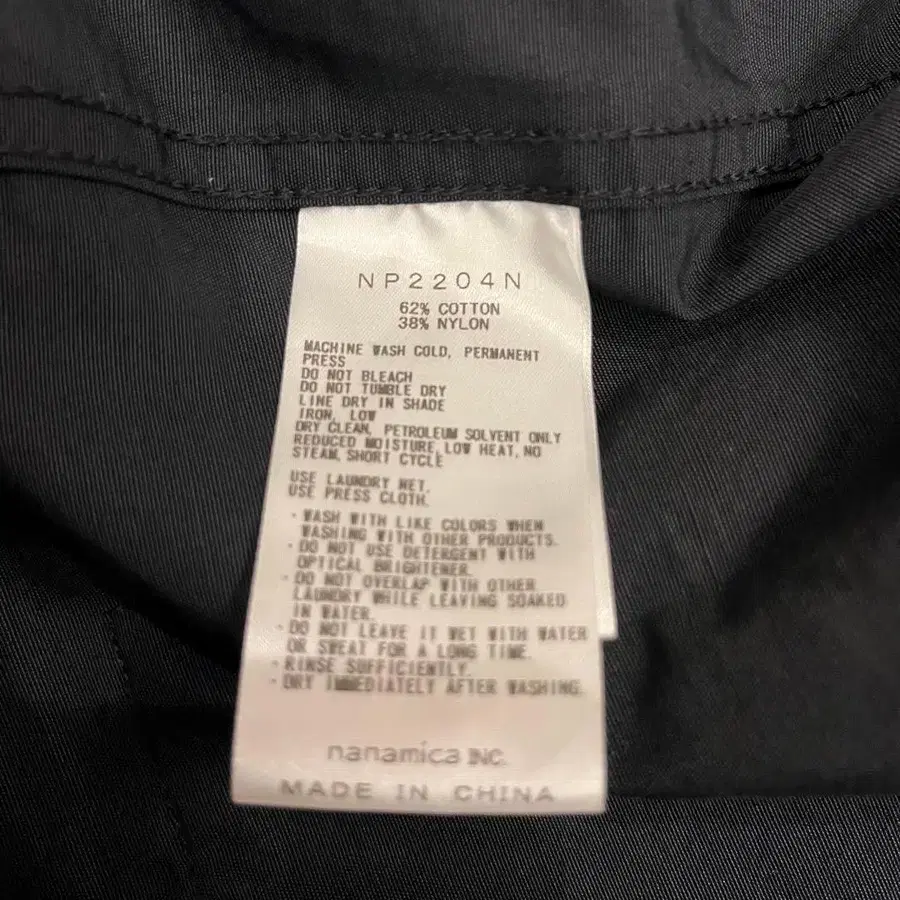 NP2204N
62% COTTON
38% NYLON
MACHINE WASH COLD, PERMANENT
PRESS
DO NOT BLEACH
DO NOT TUMBLE DRY
LINE DRY IN SHADE
IRON, LOW
DRY CLEAN, PETROLEUM SOLVENT ONLY
REDUCED MOISTURE, LOW HEAT, NO
STEAM, SHORT CYCLE
USE LAUNDRY NET.
USE PRESS CLOTH.
・WASH WITH LIKE COLORS WHEN
WASHING WITH OTHER PRODUCTS.
・DO NOT USE DETERGENT WITH
OPTICAL BRIGHTENER.
・DO NOT OVERLAP WITH OTHER
LAUNDRY WHILE LEAVING SOAKED
IN WATER.
・DO NOT LEAVE IT WET WITH WATER
OR SWEAT FOR A LONG TIME.
・RINSE SUFFICIENTLY.
・DRY IMMEDIATELY AFTER WASHING.
nanamica INC.
MADE IN CHINA